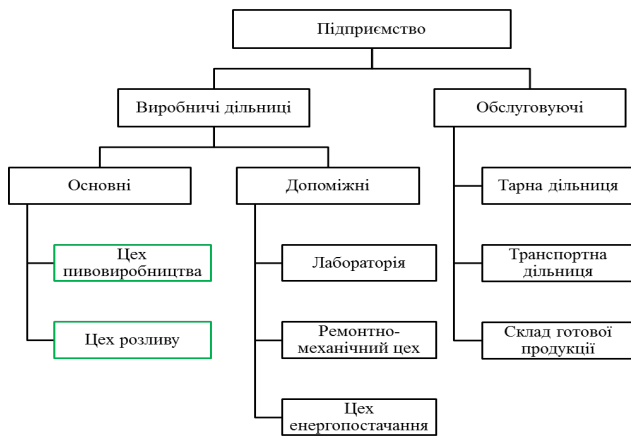 Підприємство
Виробничі дільниці
Обслуговуючі
Основні
Допоміжні
Тарна дільниця
Цех
пивовиробництва
Лабораторія
Транспортна
дільниця
Цех розливу
Ремонтно-
механічний цех
Склад готової
продукції
Цех
енергопостачання